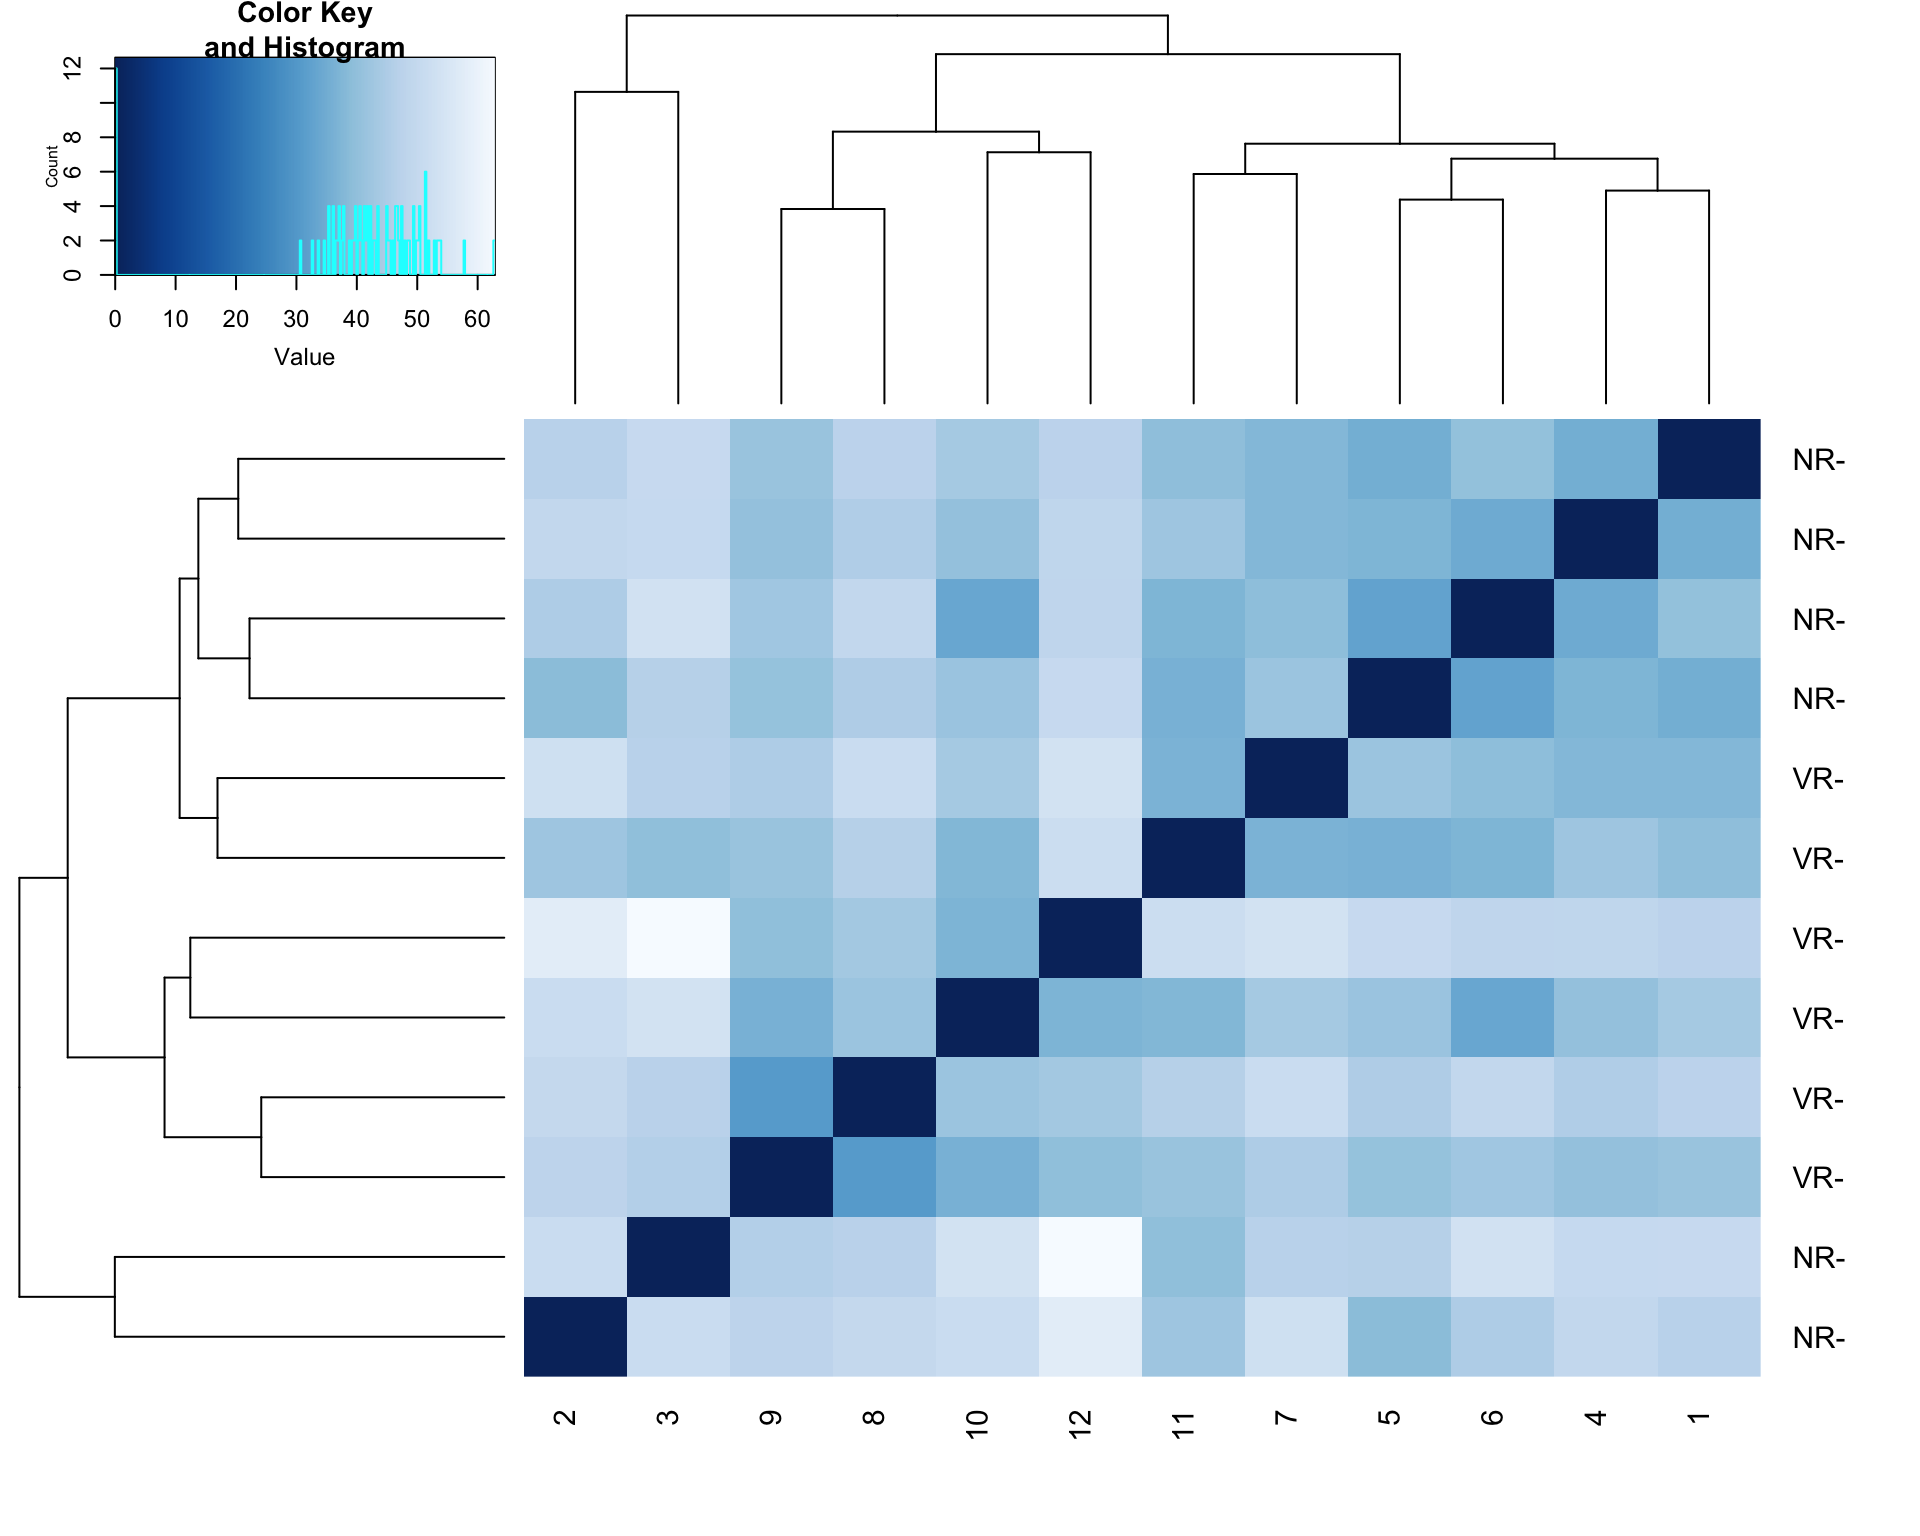 Color Key
and Histogram
Count
0 2 4 6 8 12
0 10 20 30 40 50 60
Value
NR-
NR-
NR-
NR-
VR-
VR-
VR-
VR-
VR-
VR-
NR-
NR-
2 3 9 8 10 12 11 7 5 6 4 1